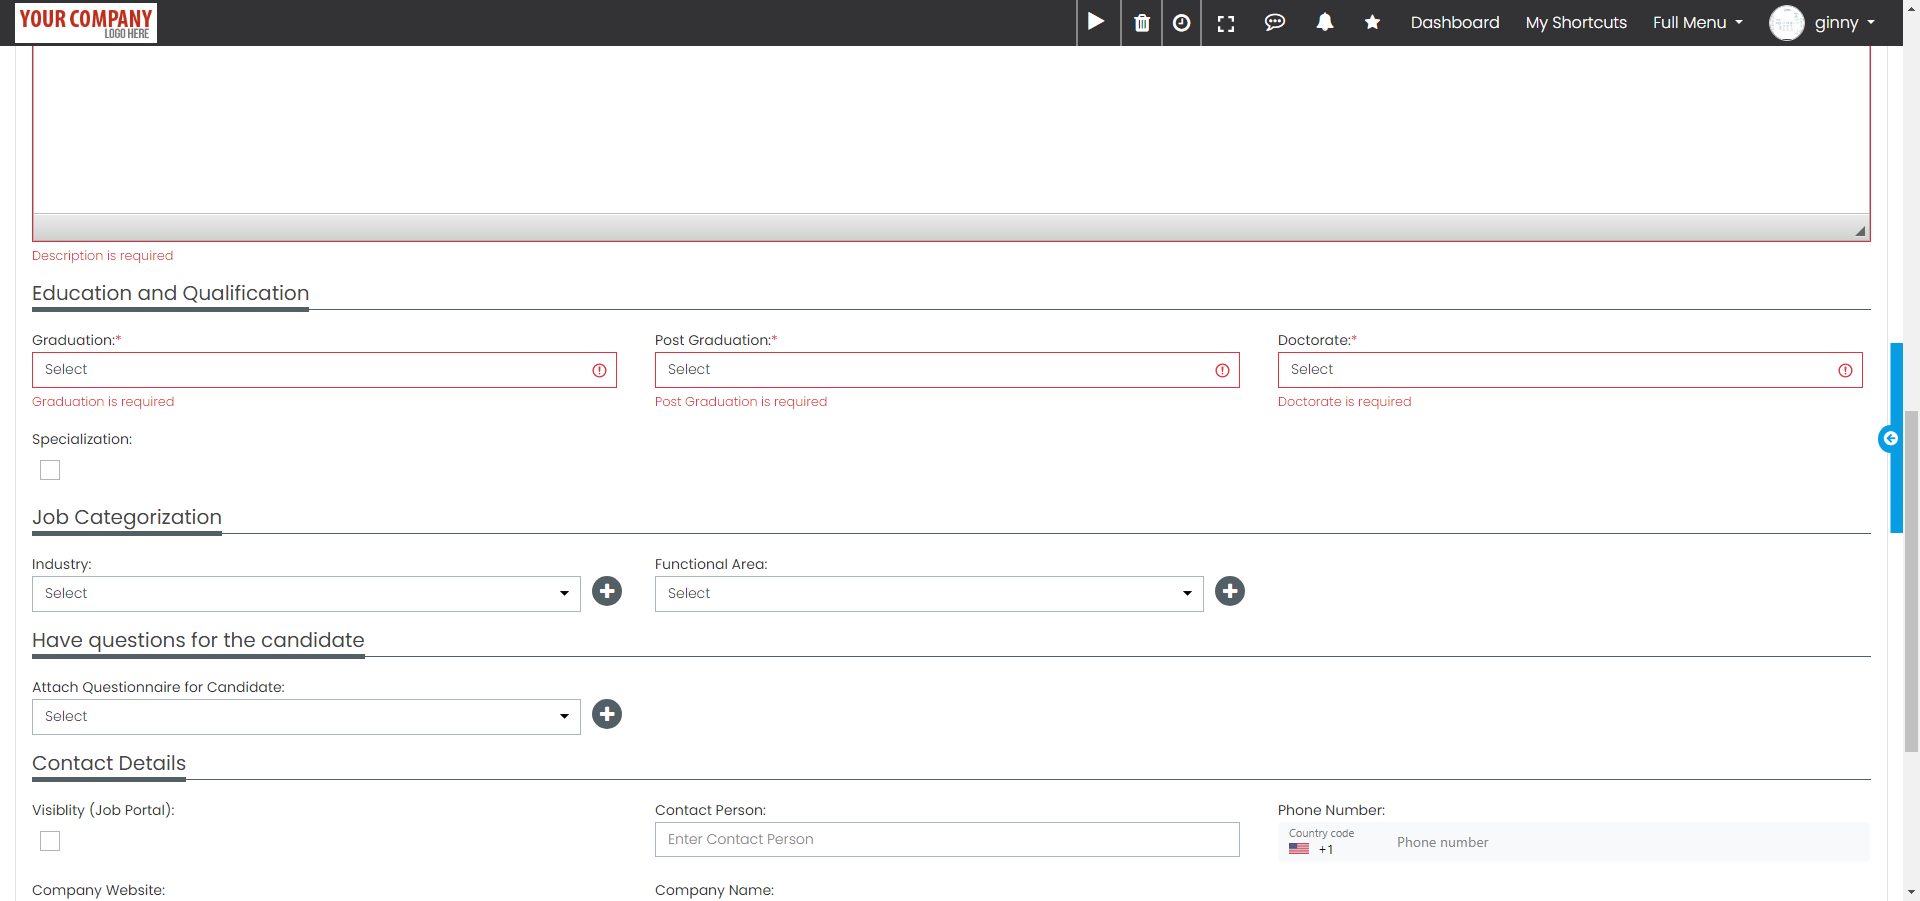 YOUR COMPANY
LOGO HERE
Dashboard
My Shortcuts
Full Menu
ginny
Description is required
Education and Qualification
Graduation:*
Post Graduation:*
Doctorate:*
Select
Select
Select
Graduation is required
Post Graduation is required
Doctorate is required
Specialization:
Job Categorization
Industry:
Functional Area:
Select
Select
Have questions for the candidate
Attach Questionnaire for Candidate:
Select
Contact Details
Visiblity (Job Portal):
Contact Person:
Phone Number:
Enter Contact Person
Country code
+1
Phone number
Company Website:
Company Name: